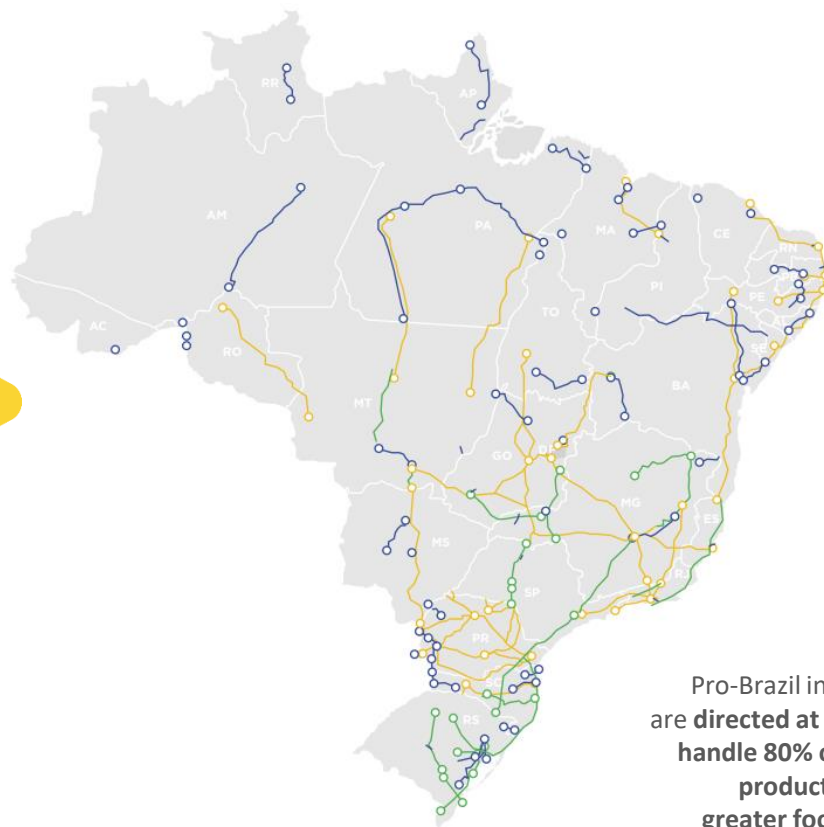 RR
AP
AM
PA
MA
CE
RN
PI
PE
AC
TO
AL
RO
SE
BA
MT
GO
DF
MG
ES
MS
SP
RJ
PR
SC
RS
Pro-Brazil in
are directed at
handle 80% o
product
greater foc